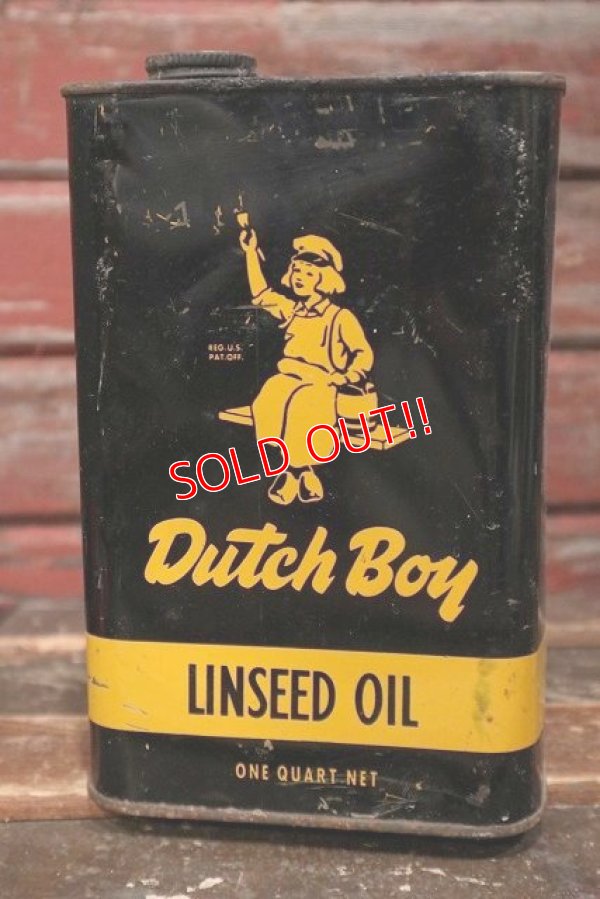 REG. U.S.
PAT. OFF.
SOLD OUT!!
Dutch Boy
LINSEED OIL
ONE QUART NET